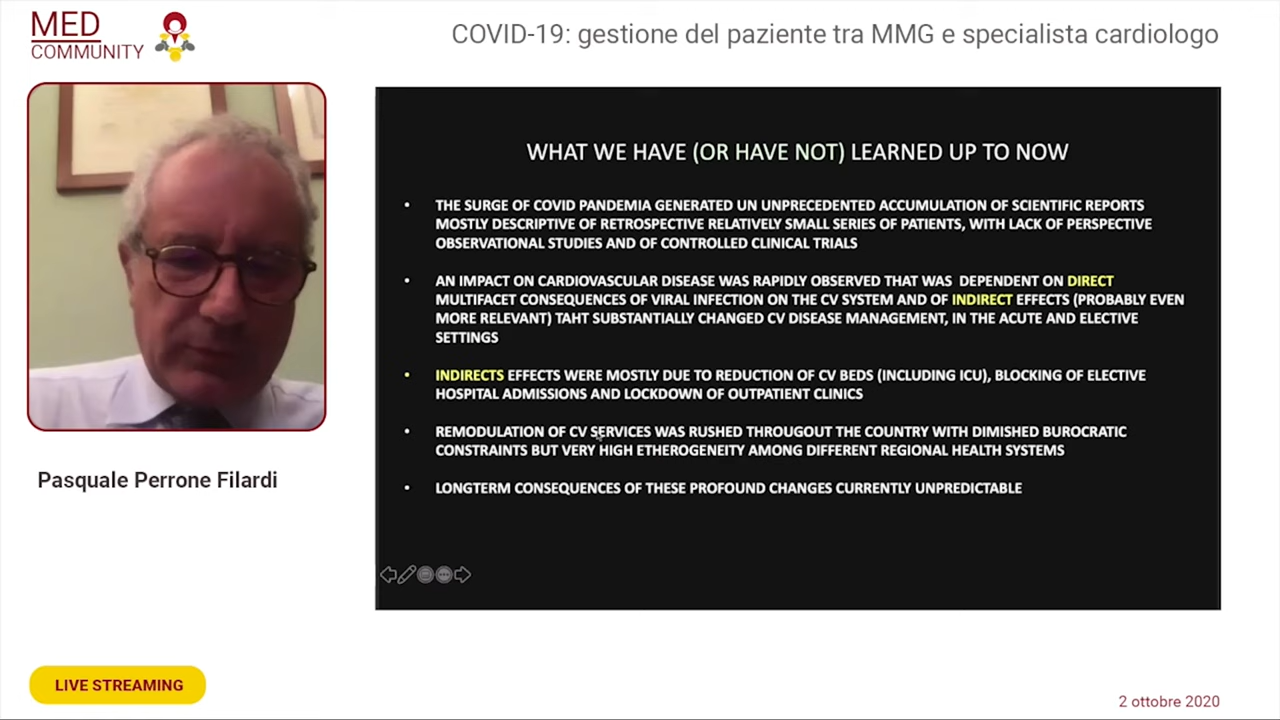 MED
COMMUNITY
COVID-19: gestione del paziente tra MMG e specialista cardiologo
WHAT WE HAVE (OR HAVE NOT) LEARNED UP TO NOW
• THE SURGE OF COVID PANDEMIA GENERATED UN UNPRECEDENTED ACCUMULATION OF SCIENTIFIC REPORTS
MOSTLY DESCRIPTIVE OF RETROSPECTIVE RELATIVELY SMALL SERIES OF PATIENTS, WITH LACK OF PERSPECTIVE
OBSERVATIONAL STUDIES AND OF CONTROLLED CLINICAL TRIALS
• AN IMPACT ON CARDIOVASCULAR DISEASE WAS RAPIDLY OBSERVED THAT WAS DEPENDENT ON DIRECT
MULTIFACET CONSEQUENCES OF VIRAL INFECTION ON THE CV SYSTEM AND OF INDIRECT EFFECTS (PROBABLY EVEN
MORE RELEVANT) TAHT SUBSTANTIALLY CHANGED CV DISEASE MANAGEMENT, IN THE ACUTE AND ELECTIVE
SETTINGS
• INDIRECTS EFFECTS WERE MOSTLY DUE TO REDUCTION OF CV BEDS (INCLUDING ICU), BLOCKING OF ELECTIVE
HOSPITAL ADMISSIONS AND LOCKDOWN OF OUTPATIENT CLINICS
• REMODULATION OF CV SERVICES WAS RUSHED THROUGOUT THE COUNTRY WITH DIMISHED BUROCRATIC
CONSTRAINTS BUT VERY HIGH ETHEROGENEITY AMONG DIFFERENT REGIONAL HEALTH SYSTEMS
• LONGTERM CONSEQUENCES OF THESE PROFOUND CHANGES CURRENTLY UNPREDICTABLE
Pasquale Perrone Filardi
LIVE STREAMING
2 ottobre 2020